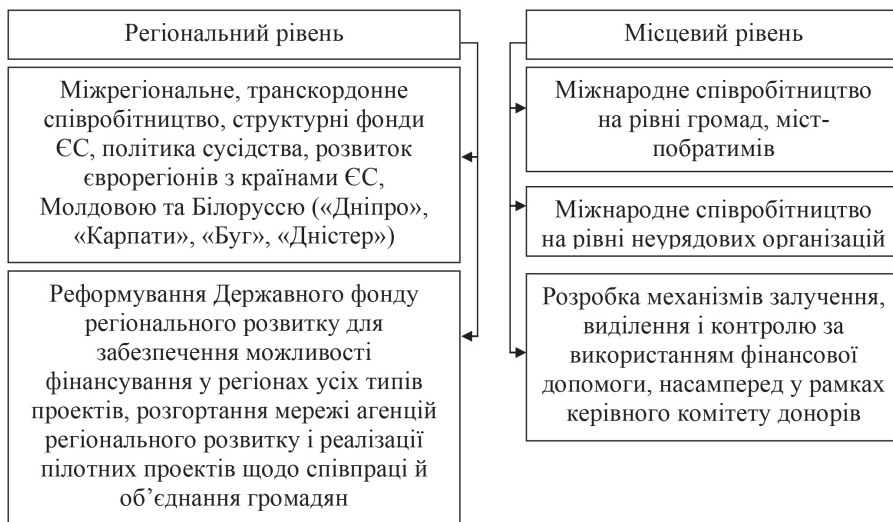 Регіональний рівень
Міжрегіональне, транскордонне
співробітництво, структурні фонди
ЄС, політика сусідства, розвиток
єврорегіонів з країнами ЄС,
Молдовою та Білоруссю («Дніпро»,
«Карпати», «Буг», «Дністер»)
Реформування Державного фонду
регіонального розвитку для
забезпечення можливості
фінансування у регіонах усіх типів
проектів, розгортання мережі агенцій
регіонального розвитку і реалізації
пілотних проектів щодо співпраці й
об’єднання громадян
Місцевий рівень
Міжнародне співробітництво
на рівні громад, міст-
побратимів
Міжнародне співробітництво
на рівні неурядових організацій
Розробка механізмів залучення,
виділення і контролю за
використанням фінансової
допомоги, насамперед у рамках
керівного комітету донорів